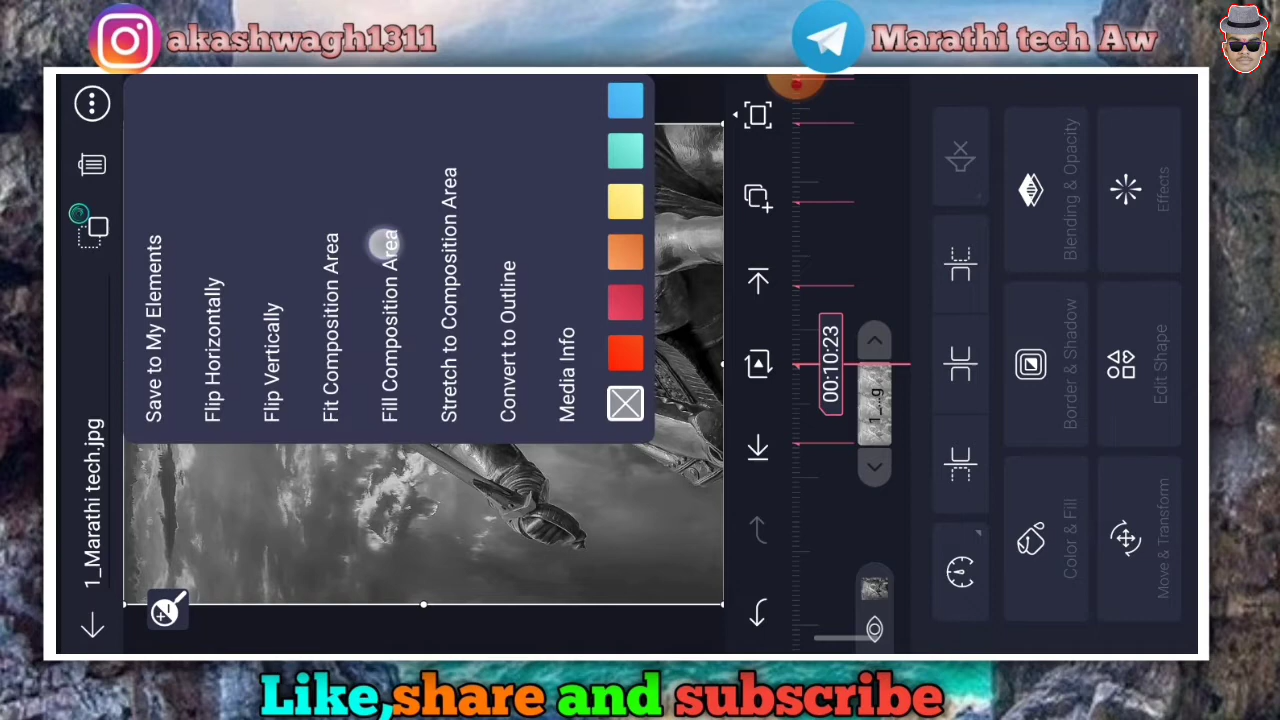 akashwagh1311
Marathi tech Aw
1_Marathi tech.jpg
Save to My Elements
Flip Horizontally
Flip Vertically
Fit Composition Area
Fill Composition Area
Stretch to Composition Area
Convert to Outline
Media Info
00:10:23
1_...g
Color & Fill
Border & Shadow
Blending & Opacity
Move & Transform
Edit Shape
Effects
Like,share and subscribe